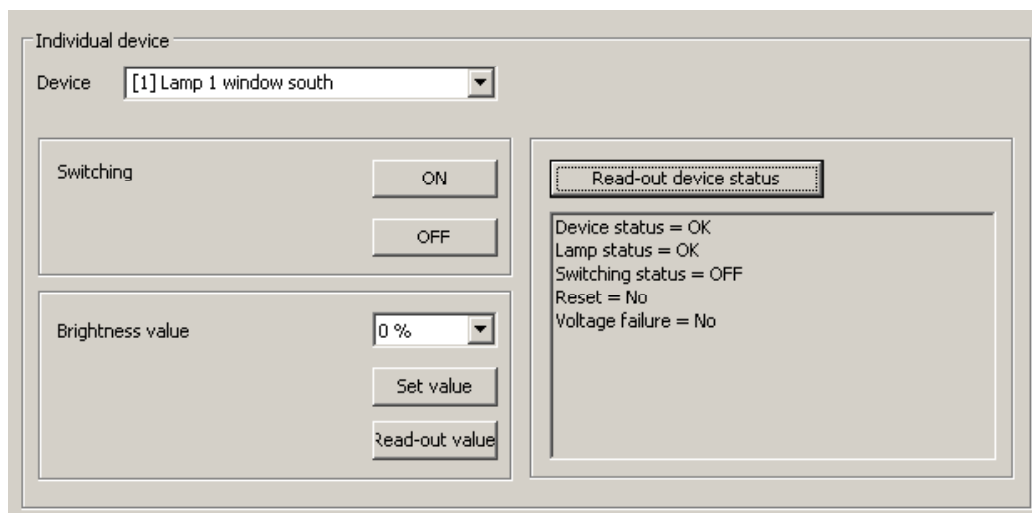 Individual device
Device [1] Lamp 1 window south
Switching
ON
OFF
Brightness value
0 %
Set value
Read-out value
Read-out device status
Device status = OK
Lamp status = OK
Switching status = OFF
Reset = No
Voltage failure = No